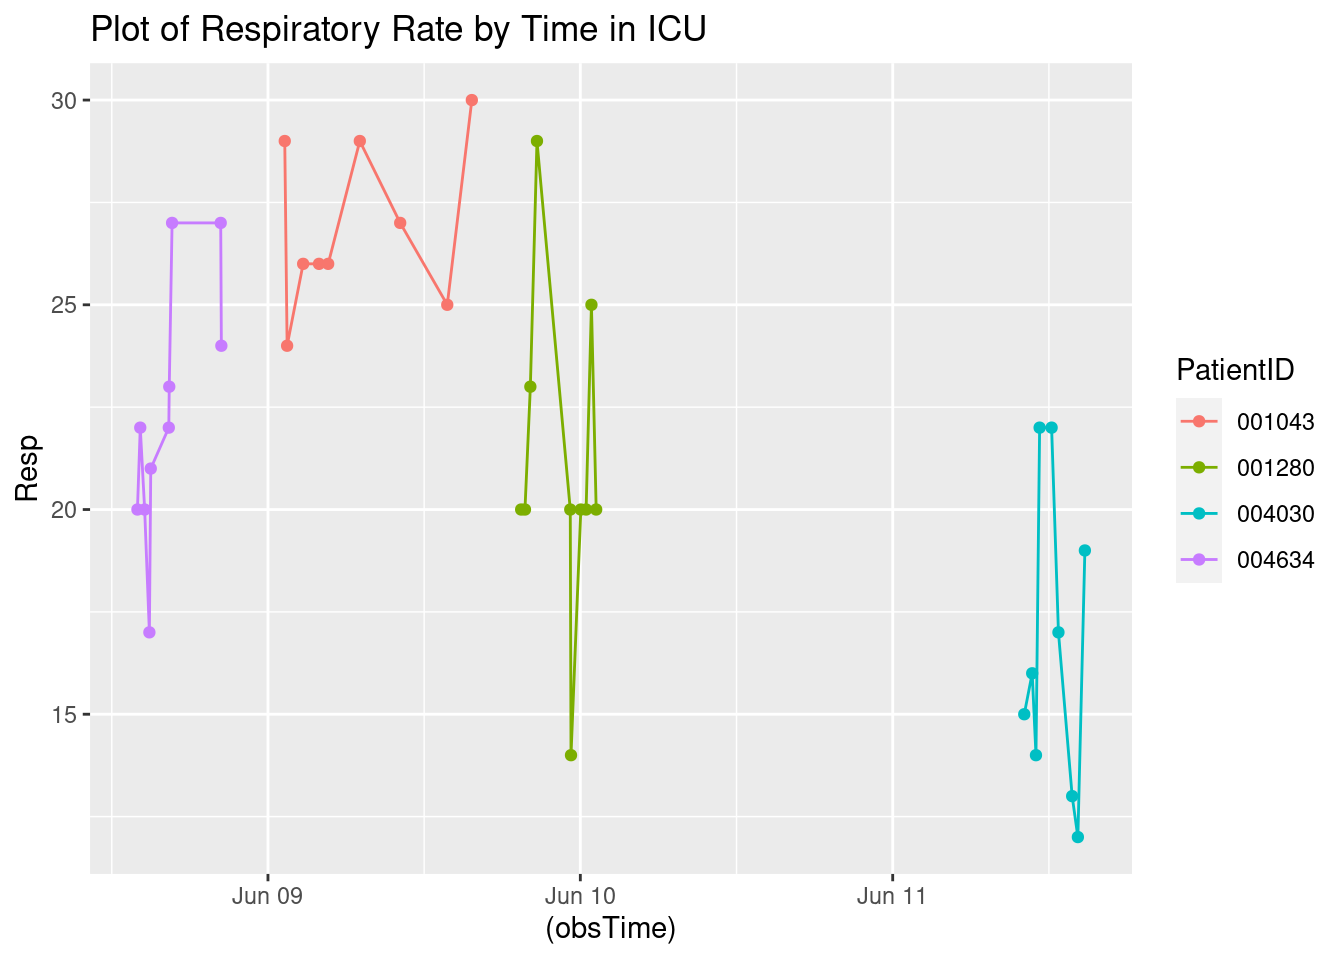 Plot of Respiratory Rate by Time in ICU
30
25
20
15
Resp
Jun 09
Jun 10
Jun 11
(obsTime)
PatientID
001043
001280
004030
004634